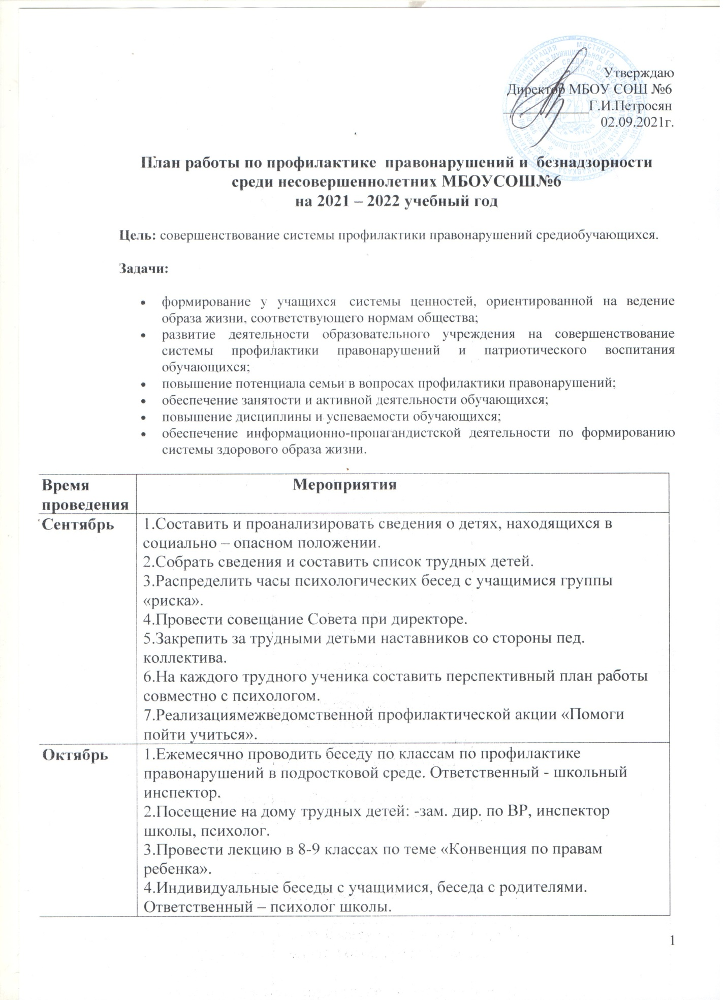 Утверждаю
Директор МБОУ СОШ №6
____________Г.И.Петросян
02.09.2021г.
План работы по профилактике правонарушений и безнадзорности
среди несовершеннолетних МБОУСОШ№6
на 2021 – 2022 учебный год
Цель: совершенствование системы профилактики правонарушений средиобучающихся.
Задачи:
• формирование у учащихся системы ценностей, ориентированной на ведение
образа жизни, соответствующего нормам общества;
• развитие деятельности образовательного учреждения на совершенствование
системы профилактики правонарушений и патриотического воспитания
обучающихся;
• повышение потенциала семьи в вопросах профилактики правонарушений;
• обеспечение занятости и активной деятельности обучающихся;
• повышение дисциплины и успеваемости обучающихся;
• обеспечение информационно-пропагандистской деятельности по формированию
системы здорового образа жизни.
Время
проведения
Мероприятия
Сентябрь
1.Составить и проанализировать сведения о детях, находящихся в
социально – опасном положении.
2.Собрать сведения и составить список трудных детей.
3.Распределить часы психологических бесед с учащимися группы
«риска».
4.Провести совещание Совета при директоре.
5.Закрепить за трудными детьми наставников со стороны пед.
коллектива.
6.На каждого трудного ученика составить перспективный план работы
совместно с психологом.
7.Реализациямежведомственной профилактической акции «Помоги
пойти учиться».
Октябрь
1.Ежемесячно проводить беседу по классам по профилактике
правонарушений в подростковой среде. Ответственный - школьный
инспектор.
2.Посещение на дому трудных детей: -зам. дир. по ВР, инспектор
школы, психолог.
3.Провести лекцию в 8-9 классах по теме «Конвенция по правам
ребенка».
4.Индивидуальные беседы с учащимися, беседа с родителями.
Ответственный – психолог школы.
1